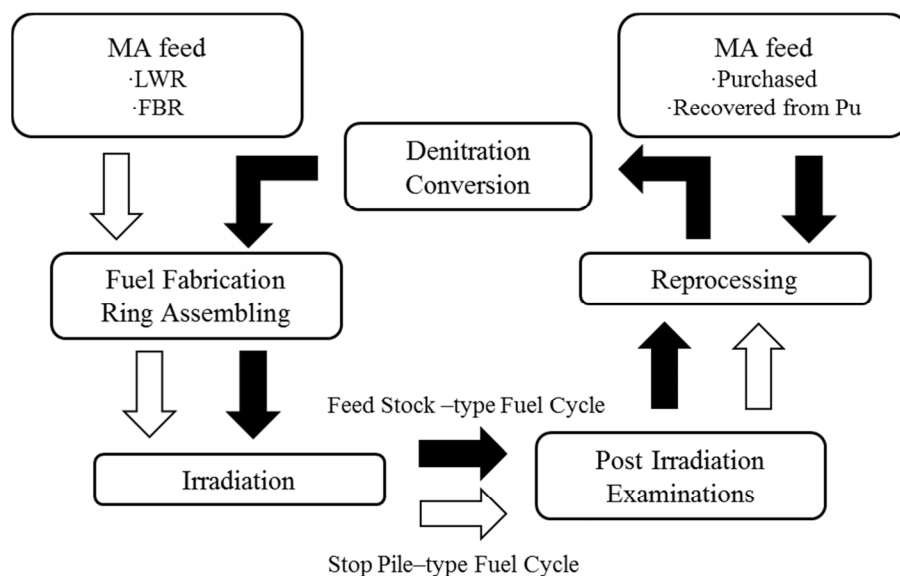 MA feed
·LWR
·FBR
MA feed
·Purchased
·Recovered from Pu
Denitration
Conversion
Fuel Fabrication
Ring Assembling
Reprocessing
Feed Stock –type Fuel Cycle
Irradiation
Post Irradiation
Examinations
Stop Pile–type Fuel Cycle